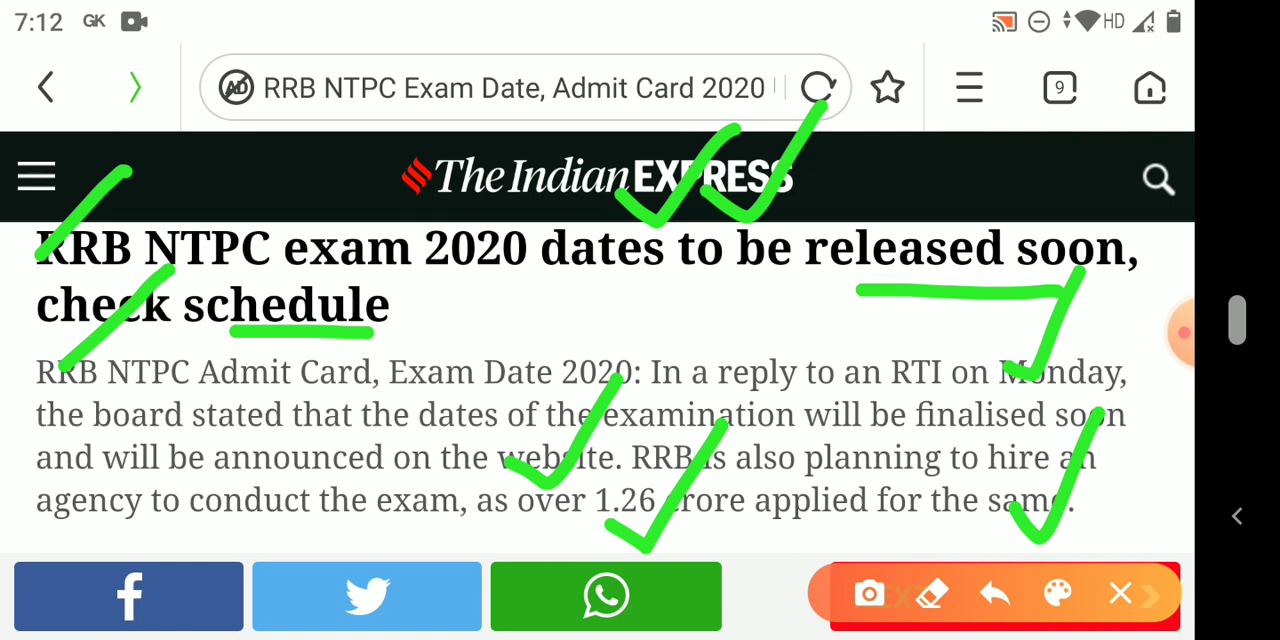 7:12 GK HD
RRB NTPC Exam Date, Admit Card 2020
9
The Indian EXPRESS
RRB NTPC exam 2020 dates to be released soon,
check schedule
RRB NTPC Admit Card, Exam Date 2020: In a reply to an RTI on Monday,
the board stated that the dates of the examination will be finalised soon
and will be announced on the website. RRB is also planning to hire an
agency to conduct the exam, as over 1.26 crore applied for the same.